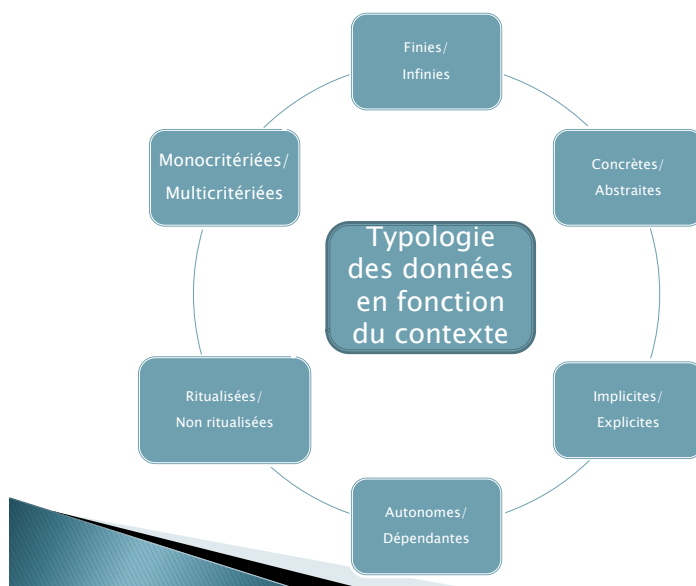 Finies/
Infinies
Monocritériées/
Multicritériées
Concrètes/
Abstraites
Typologie
des données
en fonction
du contexte
Ritualisées/
Non ritualisées
Implicites/
Explicites
Autonomes/
Dépendantes